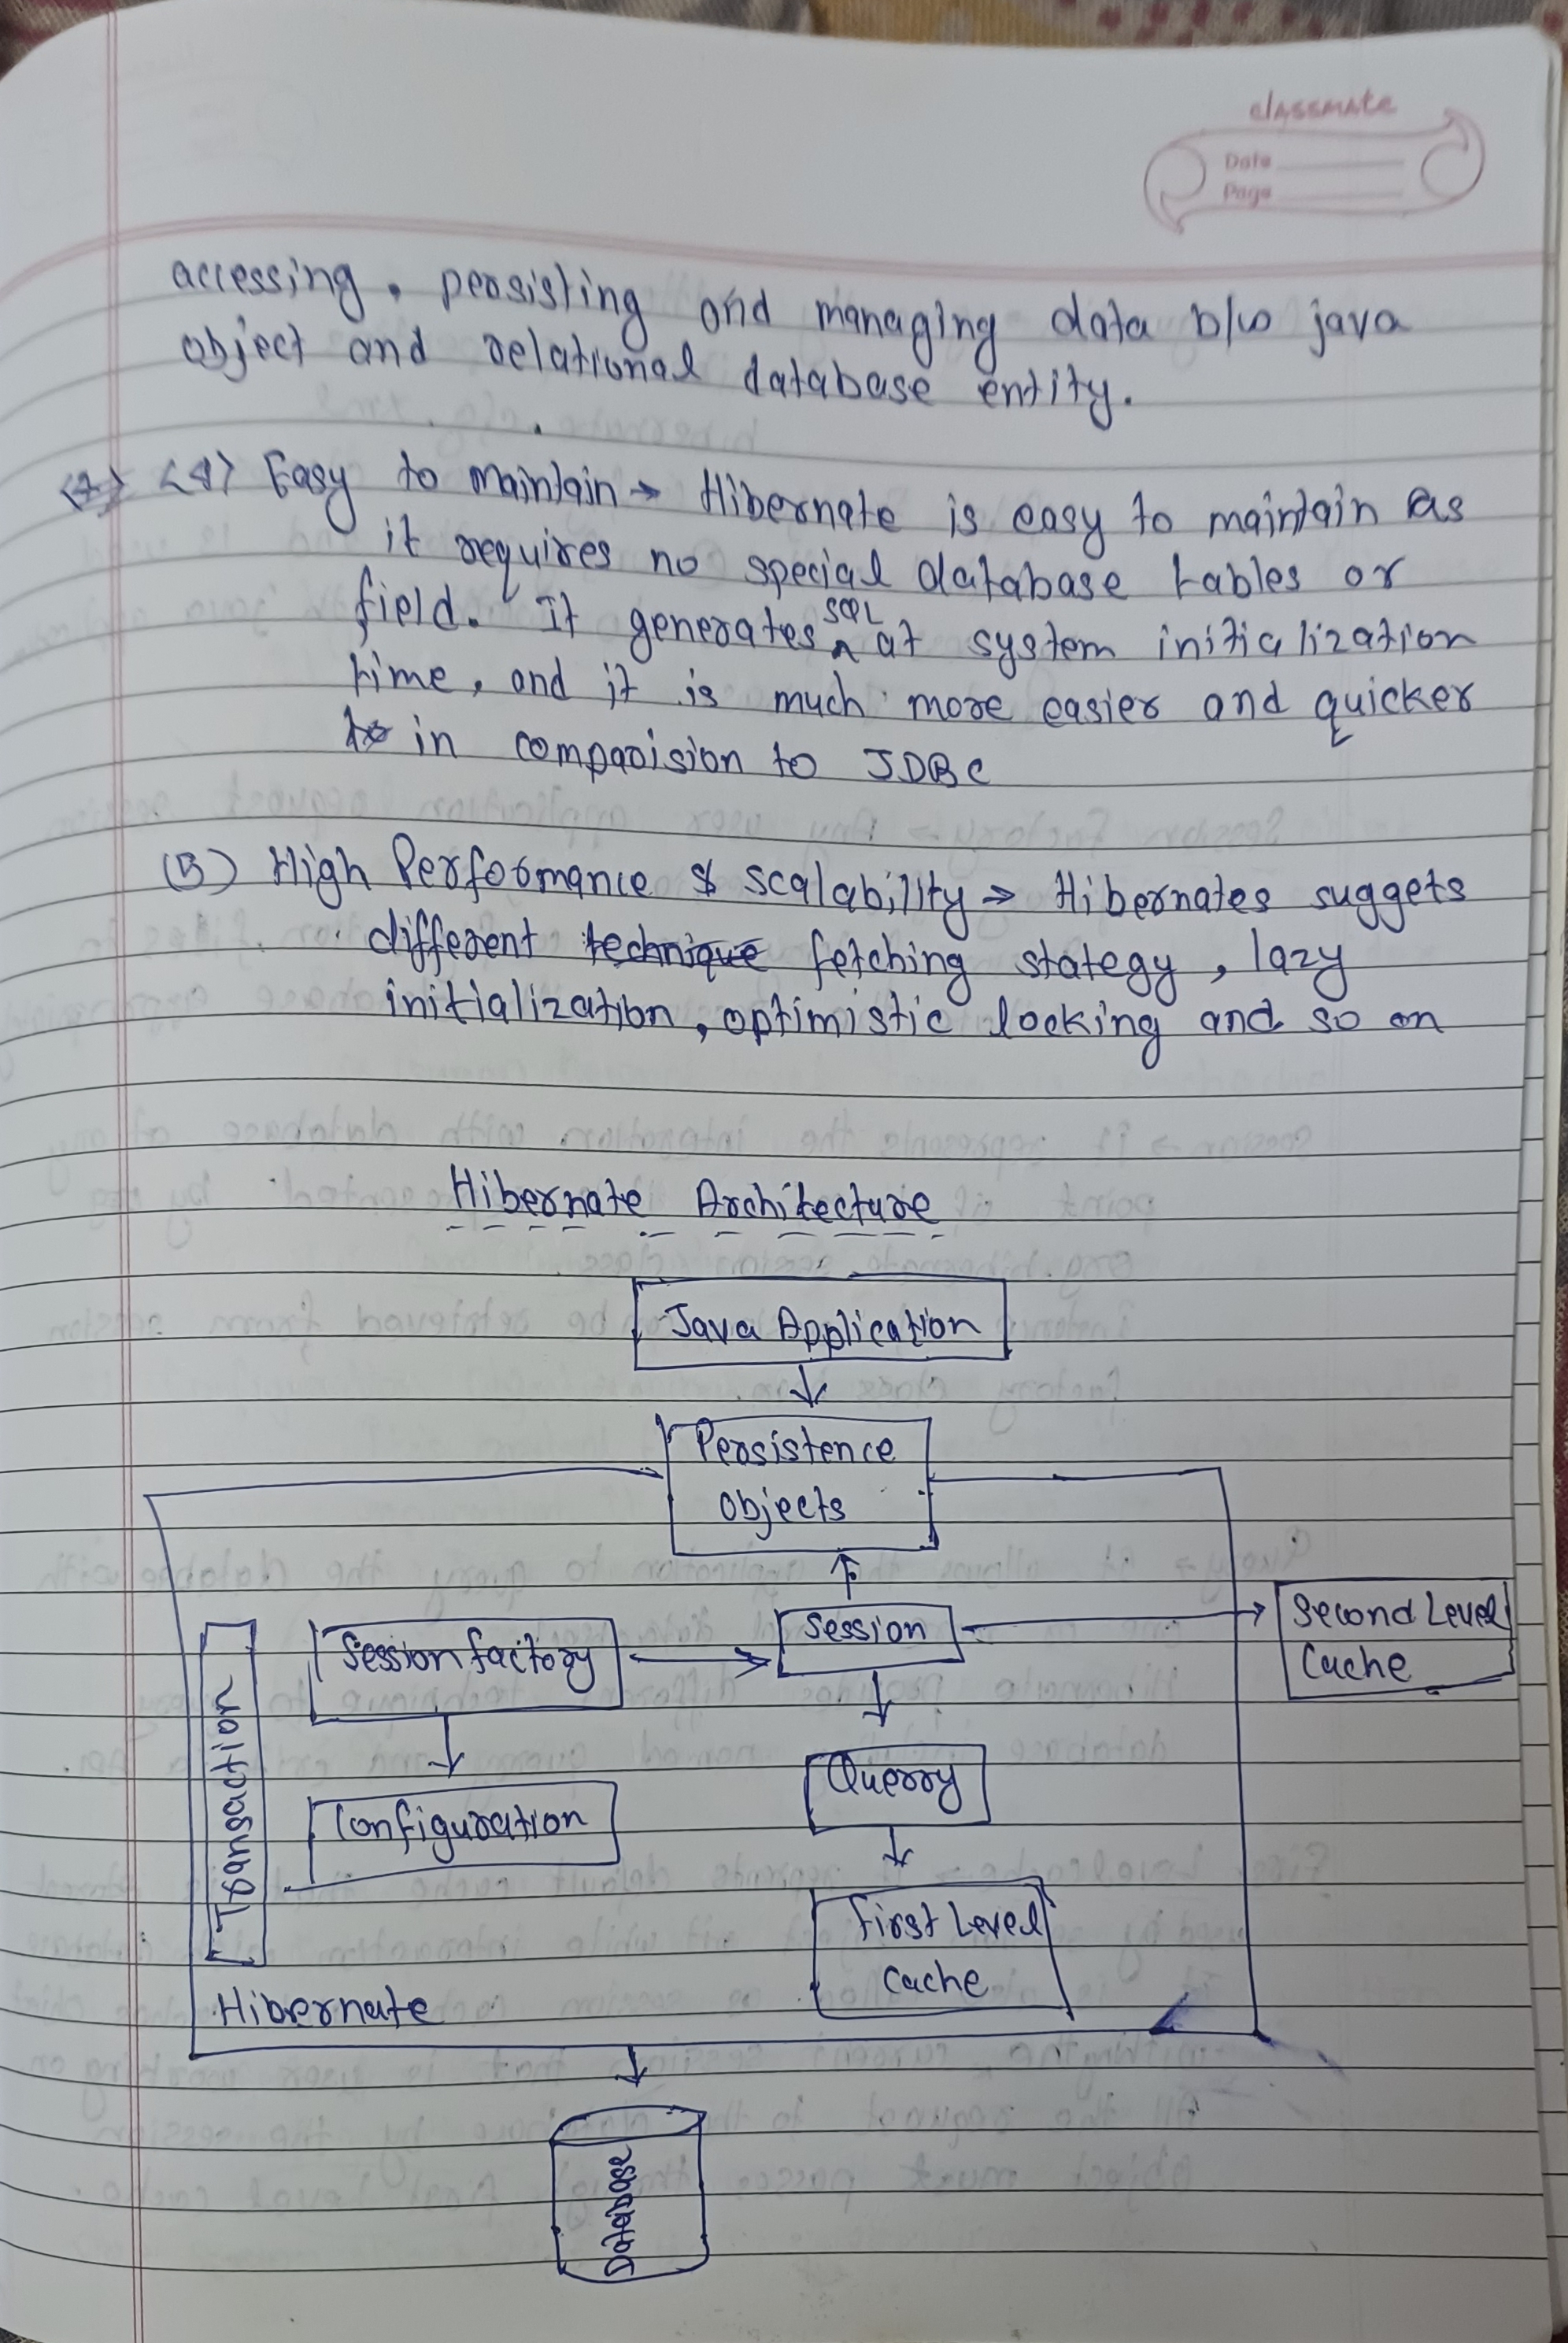 classmate
Date
Page
accessing, persisting and managing data b/w java
object and relational database entity.
<4> Easy to maintain → Hibernate is easy to maintain as
it requires no special database tables or
field. It generates SQL at system initialization
time, and it is much more easier and quicker
in comparision to JDBC
(5) High Performance & scalability → Hibernates suggets
different technique fetching stategy, lazy
initialization, optimistic locking and so on
Hibernate Architecture
Java Application
Persistence
Objects
Session factory
Session
Second Level
Cache
Transaction
Configuration
Querry
First Level
Cache
Hibernate
Database